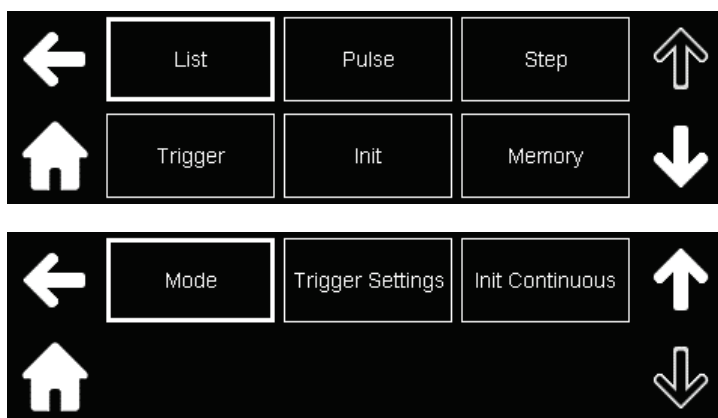 List Pulse Step
Trigger Init Memory
Mode Trigger Settings Init Continuous